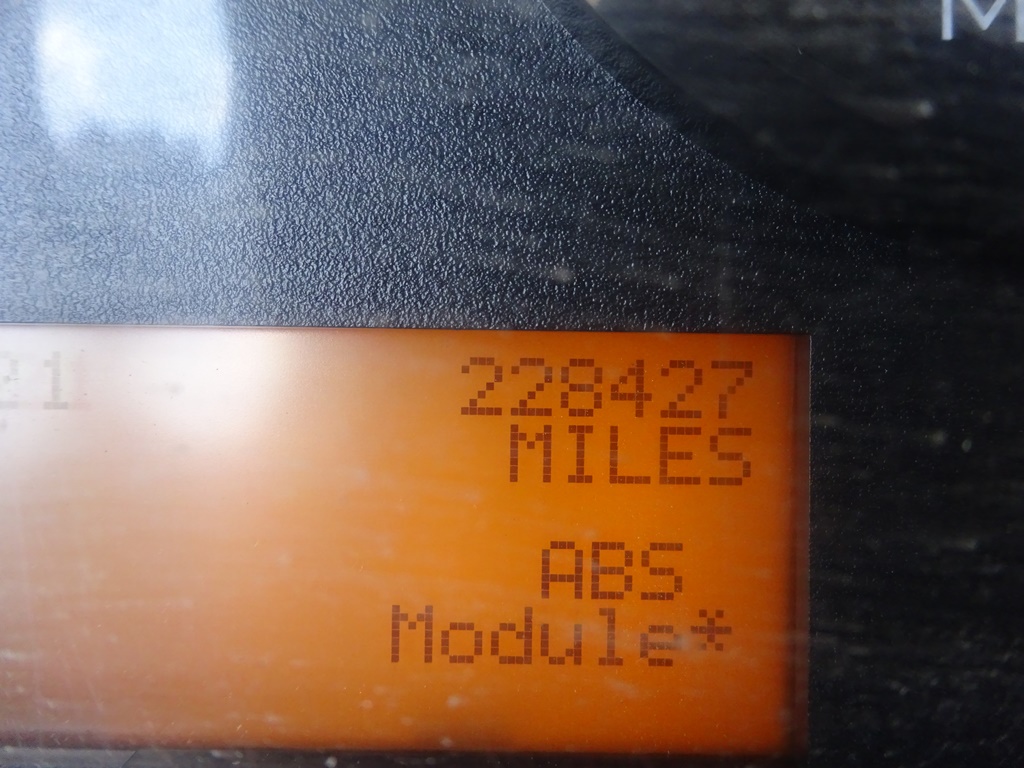 228427
MILES
ABS
Module*